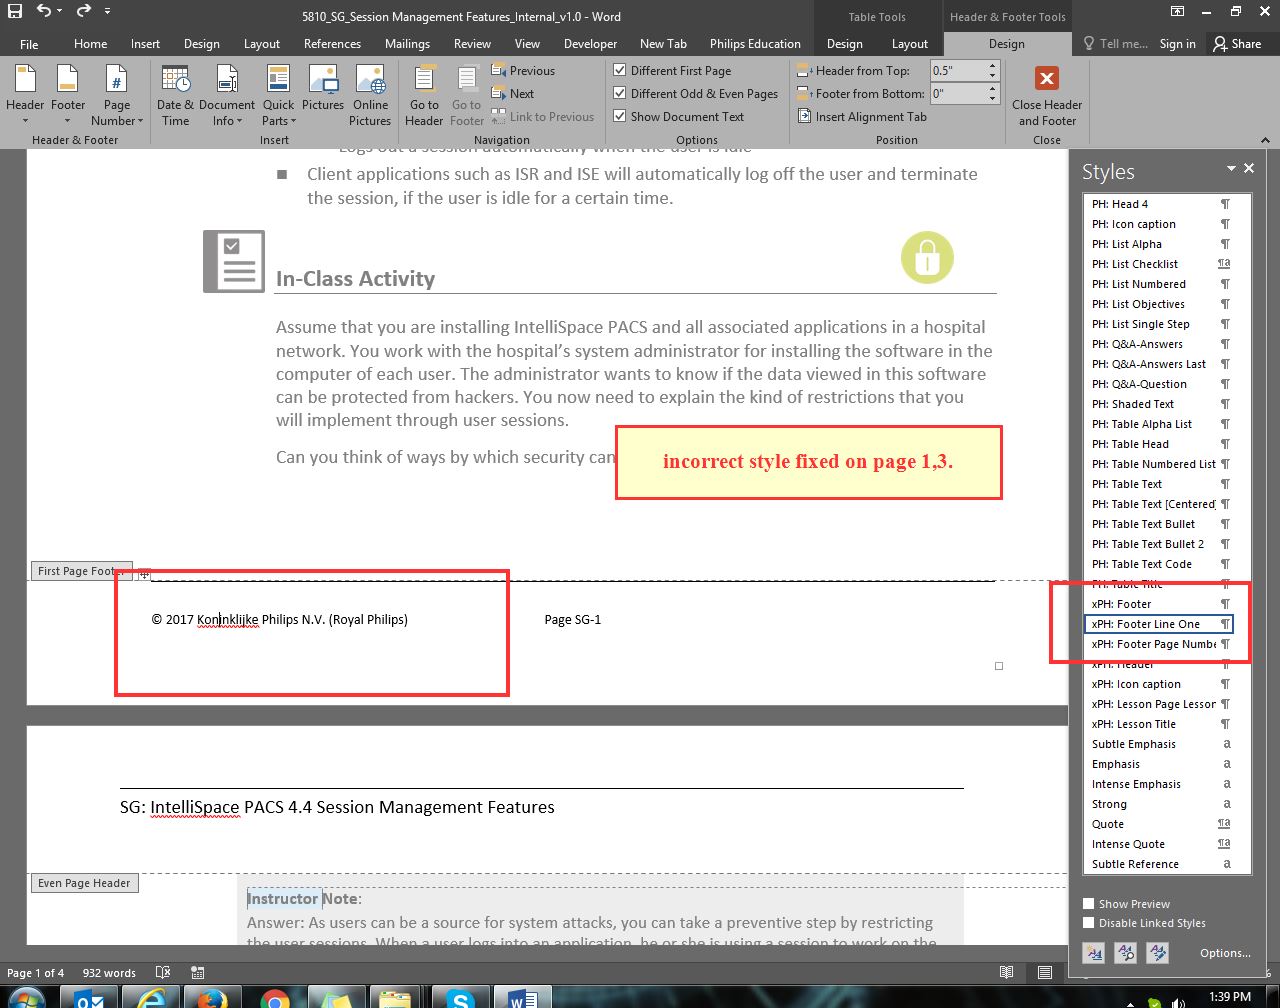 5810_SG_Session Management Features_Internal_v1.0 - Word
Table Tools
Header & Footer Tools
File
Home
Insert
Design
Layout
References
Mailings
Review
View
Developer
New Tab
Philips Education
Design
Layout
Design
Tell me...
Sign in
Share
Header
Footer
Page
Number
Header & Footer
Date &
Time
Document
Info
Quick
Parts
Pictures
Online
Pictures
Insert
Go to
Header
Go to
Footer
Previous
Next
Link to Previous
Navigation
Different First Page
Different Odd & Even Pages
Show Document Text
Options
Header from Top: 0.5"
Footer from Bottom: 0"
Insert Alignment Tab
Position
Close Header
and Footer
Close
Logs out a session automatically when the user is idle
Client applications such as ISR and ISE will automatically log off the user and terminate
the session, if the user is idle for a certain time.
In-Class Activity
Assume that you are installing IntelliSpace PACS and all associated applications in a hospital
network. You work with the hospital's system administrator for installing the software in the
computer of each user. The administrator wants to know if the data viewed in this software
can be protected from hackers. You now need to explain the kind of restrictions that you
will implement through user sessions.
Can you think of ways by which security can
incorrect style fixed on page 1,3.
First Page Footer
© 2017 Koninklijke Philips N.V. (Royal Philips)
Page SG-1
SG: IntelliSpace PACS 4.4 Session Management Features
Even Page Header
Instructor Note:
Answer: As users can be a source for system attacks, you can take a preventive step by restricting
the user sessions. When a user logs into an application, he or she is using a session to work on the
Styles
PH: Head 4
PH: Icon caption
PH: List Alpha
PH: List Checklist
PH: List Numbered
PH: List Objectives
PH: List Single Step
PH: Q&A-Answers
PH: Q&A-Answers Last
PH: Q&A-Question
PH: Shaded Text
PH: Table Alpha List
PH: Table Head
PH: Table Numbered List
PH: Table Text
PH: Table Text [Centered]
PH: Table Text Bullet
PH: Table Text Bullet 2
PH: Table Text Code
PH: Table Title
xPH: Footer
xPH: Footer Line One
xPH: Footer Page Numbe
xPH: Header
xPH: Icon caption
xPH: Lesson Page Lesson
xPH: Lesson Title
Subtle Emphasis
Emphasis
Intense Emphasis
Strong
Quote
Intense Quote
Subtle Reference
Show Preview
Disable Linked Styles
Options...
Page 1 of 4
932 words
%
1:39 PM